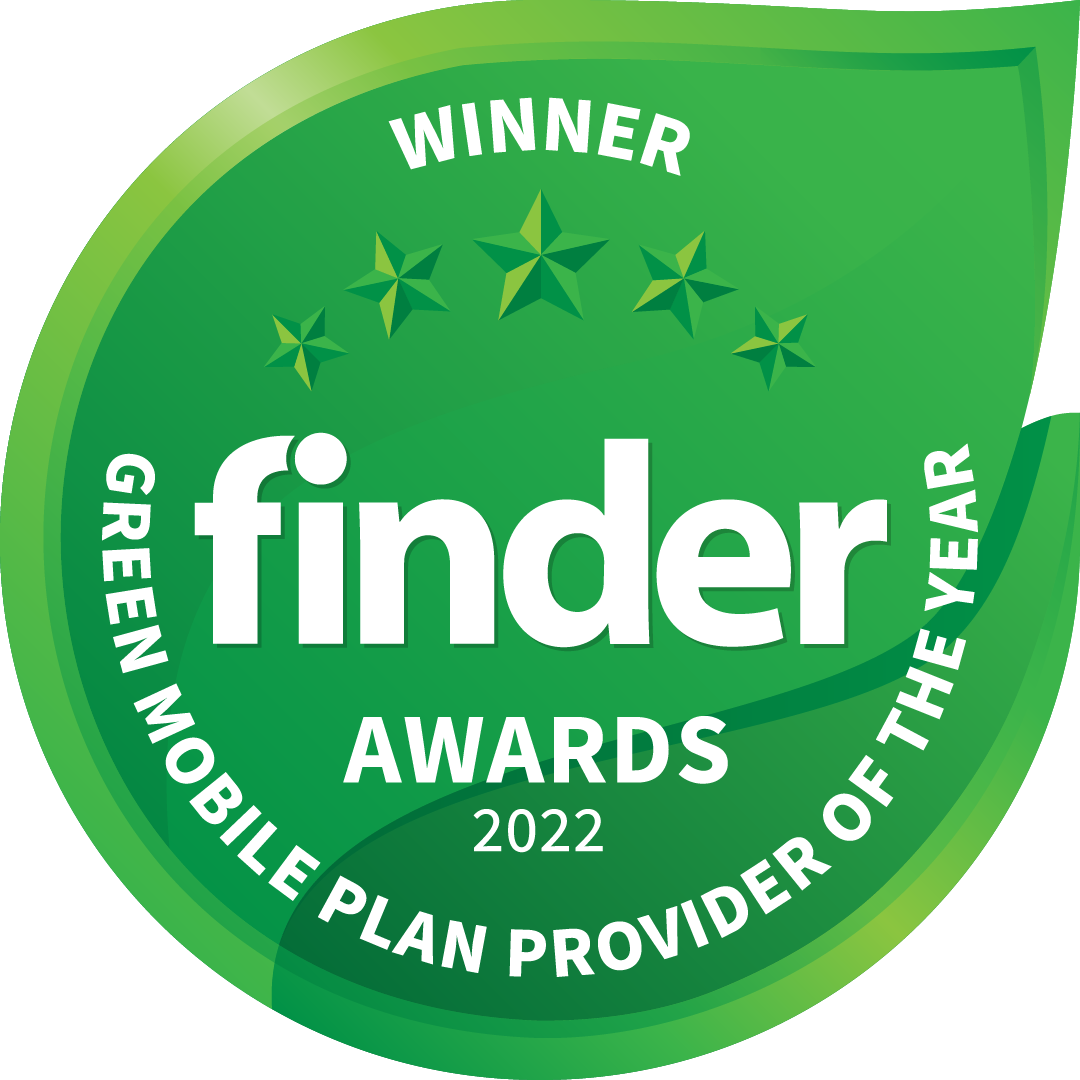 WINNER
finder
AWARDS
2022
GREEN MOBILE PLAN PROVIDER OF THE YEAR